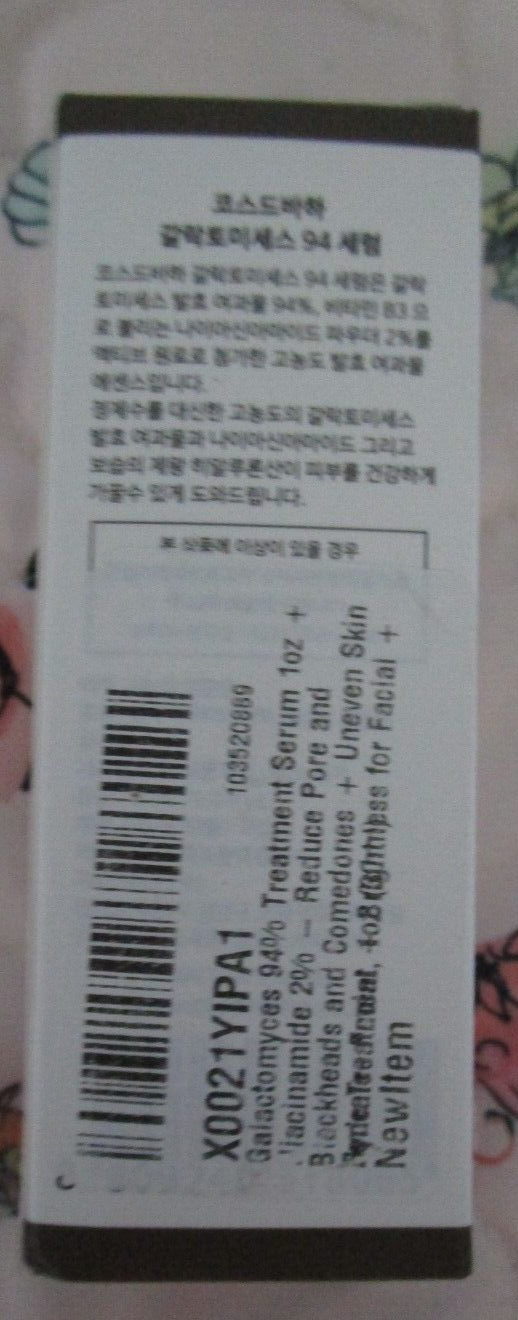 코스드바하
갈락토미세스 94 세럼
코스드바하 갈락토미세스 94 세럼은 갈락
토미세스 발효 여과물 94%, 비타민 B3 으
로 불리는 나이아신아마이드 파우더 2%를
액티브 원료로 첨가한 고농도 발효 여과물
에센스입니다.
정제수를 대신한 고농도의 갈락토미세스
발효 여과물과 나이아신아마이드 그리고
보습의 제왕 히알루론산이 피부를 건강하게
가꿀수 있게 도와드립니다.
본 상품에 이상이 있을 경우
103520889
X0021YIPA1
Galactomyces 94% Treatment Serum 1oz +
Niacinamide 2% – Reduce Pore and
Blackheads and Comedones + Uneven Skin
for Facial +
NewItem